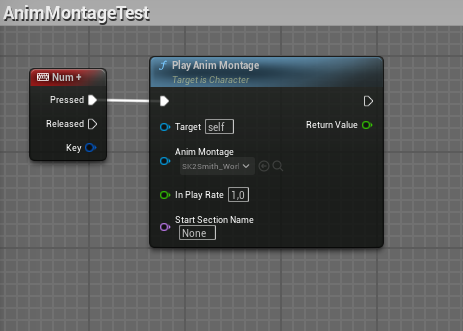 AnimMontageTest
Num +
Pressed
Released
Key
f Play Anim Montage
Target is Character
Target self
Return Value
Anim Montage
SK2Smith_Worl
In Play Rate 1,0
Start Section Name
None